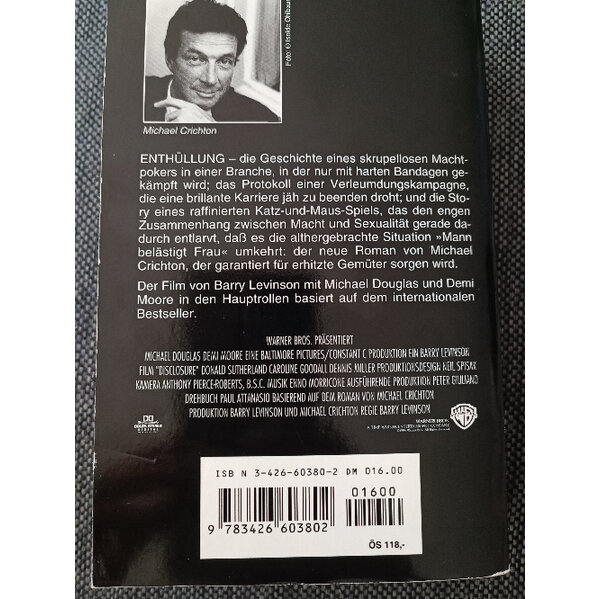 Foto: © Isolde Ohlbaum
Michael Crichton
ENTHÜLLUNG – die Geschichte eines skrupellosen Macht-
pokers in einer Branche, in der nur mit harten Bandagen ge-
kämpft wird; das Protokoll einer Verleumdungskampagne,
die eine brillante Karriere jäh zu beenden droht; und die Sto-
ry eines raffinierten Katz-und-Maus-Spiels, das den engen
Zusammenhang zwischen Macht und Sexualität gerade da-
durch entlarvt, daß es die althergebrachte Situation »Mann
belästigt Frau« umkehrt: der neue Roman von Michael
Crichton, der garantiert für erhitzte Gemüter sorgen wird.
Der Film von Barry Levinson mit Michael Douglas und Demi
Moore in den Hauptrollen basiert auf dem internationalen
Bestseller.
WARNER BROS. PRÄSENTIERT
MICHAEL DOUGLAS DEMI MOORE EINE BALTIMORE PICTURES/CONSTANT C PRODUKTION EIN BARRY LEVINSON
FILM "DISCLOSURE" DONALD SUTHERLAND CAROLINE GOODALL DENNIS MILLER PRODUKTIONSDESIGN NEIL SPISAK
KAMERA ANTHONY PIERCE-ROBERTS, B.S.C. MUSIK ENNIO MORRICONE AUSFÜHRENDE PRODUKTION PETER GIULIANO
DREHBUCH PAUL ATTANASIO BASIEREND AUF DEM ROMAN VON MICHAEL CRICHTON
PRODUKTION BARRY LEVINSON UND MICHAEL CRICHTON REGIE BARRY LEVINSON
DOLBY STEREO
DIGITAL
WARNER BROS.
ISBN 3-426-60380-2 DM 016.00
01600
9 783426 603802
ÖS 118,-